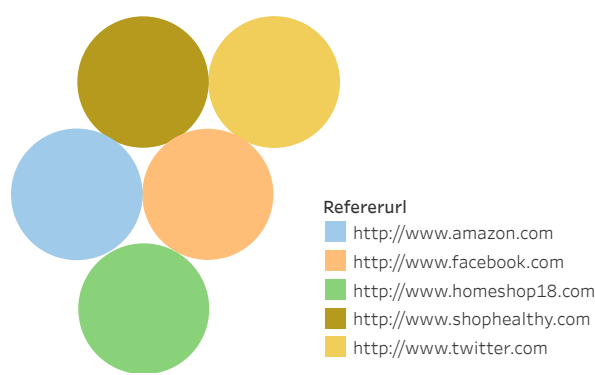 Refererurl
http://www.amazon.com
http://www.facebook.com
http://www.homeshop18.com
http://www.shophealthy.com
http://www.twitter.com